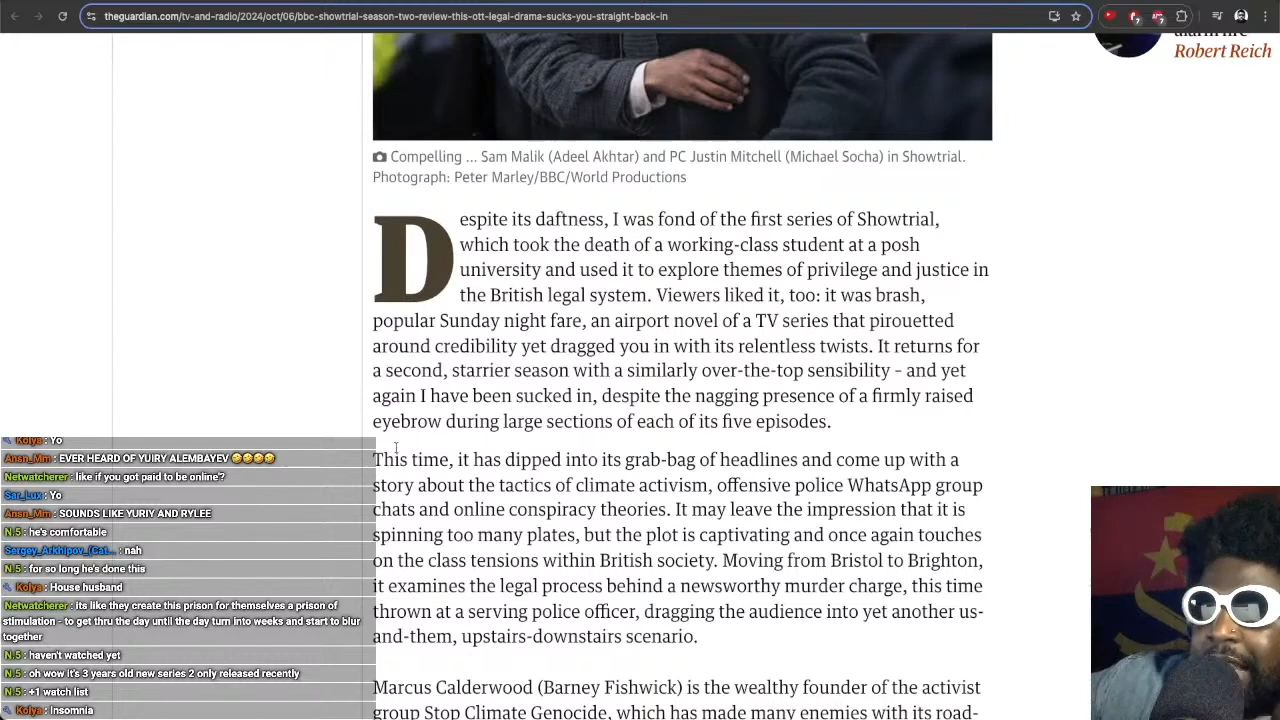 theguardian.com/tv-and-radio/2024/oct/06/bbc-showtrial-season-two-review-this-ott-legal-drama-sucks-you-straight-back-in
Robert Reich
Compelling ... Sam Malik (Adeel Akhtar) and PC Justin Mitchell (Michael Socha) in Showtrial.
Photograph: Peter Marley/BBC/World Productions
Despite its daftness, I was fond of the first series of Showtrial,
which took the death of a working-class student at a posh
university and used it to explore themes of privilege and justice in
the British legal system. Viewers liked it, too: it was brash,
popular Sunday night fare, an airport novel of a TV series that pirouetted
around credibility yet dragged you in with its relentless twists. It returns for
a second, starrier season with a similarly over-the-top sensibility – and yet
again I have been sucked in, despite the nagging presence of a firmly raised
eyebrow during large sections of each of its five episodes.
This time, it has dipped into its grab-bag of headlines and come up with a
story about the tactics of climate activism, offensive police WhatsApp group
chats and online conspiracy theories. It may leave the impression that it is
spinning too many plates, but the plot is captivating and once again touches
on the class tensions within British society. Moving from Bristol to Brighton,
it examines the legal process behind a newsworthy murder charge, this time
thrown at a serving police officer, dragging the audience into yet another us-
and-them, upstairs-downstairs scenario.
Marcus Calderwood (Barney Fishwick) is the wealthy founder of the activist
group Stop Climate Genocide, which has made many enemies with its road-
Kolya : Yo
Ansn_Mm : EVER HEARD OF YUIRY ALEMBAYEV 🤣🤣🤣🤣
Netwatcherer : like if you got paid to be online?
Sar_Lux : Yo
Ansn_Mm : SOUNDS LIKE YURIY AND RYLEE
N.5 : he's comfortable
Sergey_Arkhipov_(Cat... : nah
N.5 : for so long he's done this
Kolya : House husband
Netwatcherer : Its like they create this prison for themselves a prison of
stimulation - to get thru the day until the day turn into weeks and start to blur
together
N.5 : haven't watched yet
N.5 : oh wow it's 3 years old new series 2 only released recently
N.5 : +1 watch list
Kolya : Insomnia